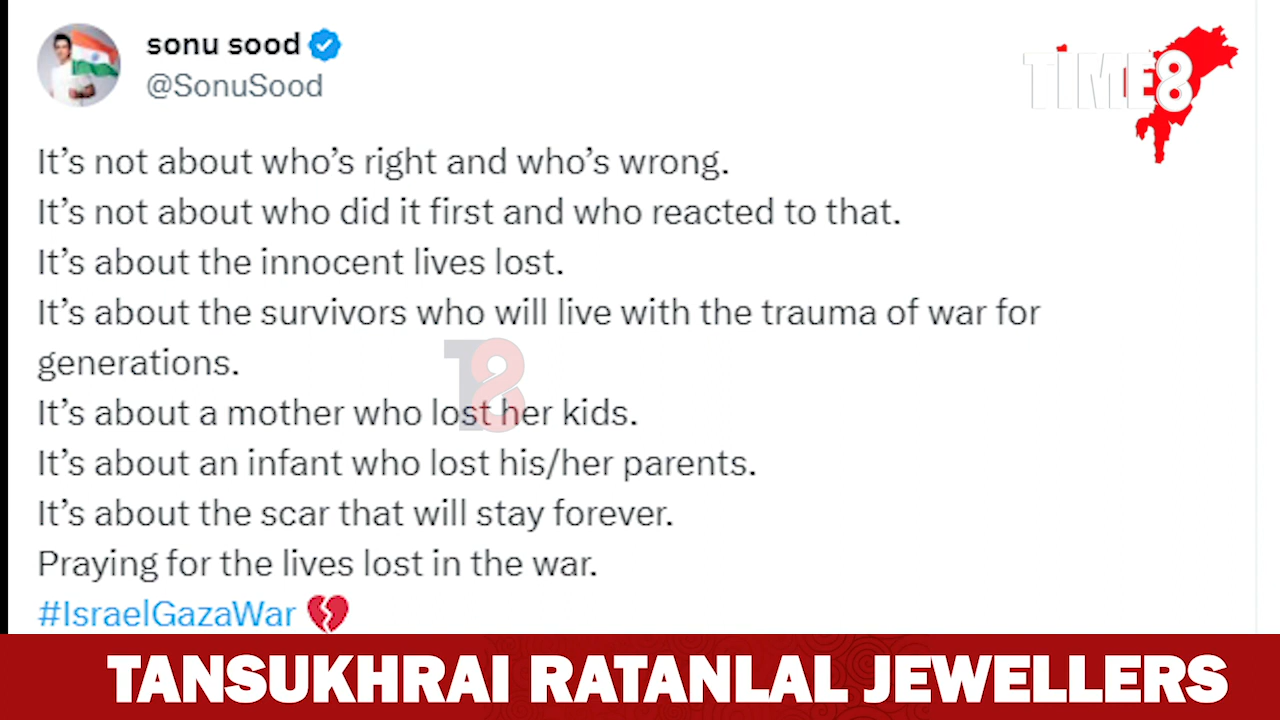 sonu sood
@SonuSood
TIME8
It’s not about who’s right and who’s wrong.
It’s not about who did it first and who reacted to that.
It’s about the innocent lives lost.
It’s about the survivors who will live with the trauma of war for
generations.
T8
It’s about a mother who lost her kids.
It’s about an infant who lost his/her parents.
It’s about the scar that will stay forever.
Praying for the lives lost in the war.
#IsraelGazaWar 💔
TANSUKHRAI RATANLAL JEWELLERS